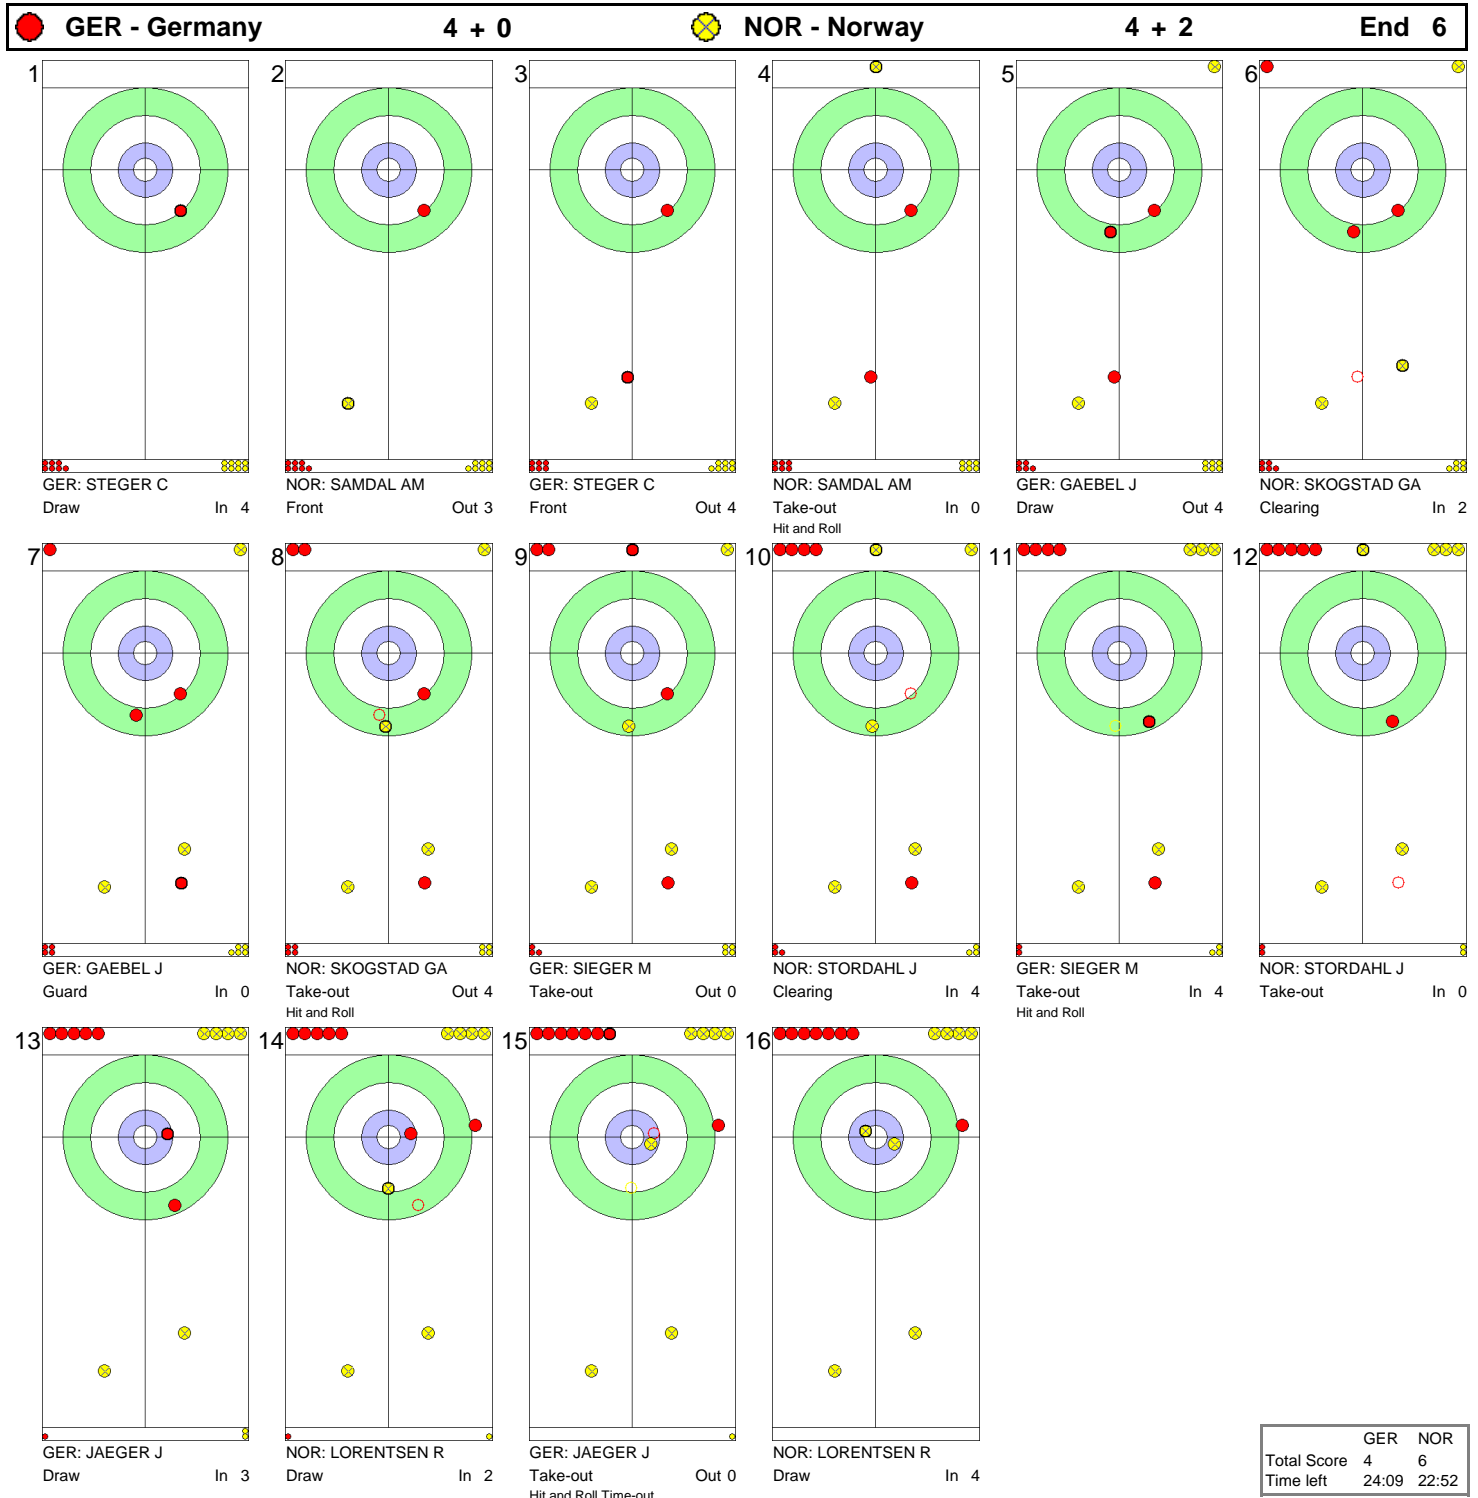 GER - Germany 4 + 0 NOR - Norway 4 + 2 End 6
1 2 3 4 5 6
GER: STEGER C NOR: SAMDAL AM GER: STEGER C NOR: SAMDAL AM GER: GAEBEL J NOR: SKOGSTAD GA
Draw In 4 Front Out 3 Front Out 4 Take-out In 0 Draw Out 4 Clearing In 2
Hit and Roll
7 8 9 10 11 12
GER: GAEBEL J NOR: SKOGSTAD GA GER: SIEGER M NOR: STORDAHL J GER: SIEGER M NOR: STORDAHL J
Guard In 0 Take-out Out 4 Take-out Out 0 Clearing In 4 Take-out In 4 Take-out In 0
Hit and Roll Hit and Roll
13 14 15 16
GER: JAEGER J NOR: LORENTSEN R GER: JAEGER J NOR: LORENTSEN R
Draw In 3 Draw In 2 Take-out Out 0 Draw In 4
Hit and Roll Time-out
GER NOR
Total Score 4 6
Time left 24:09 22:52